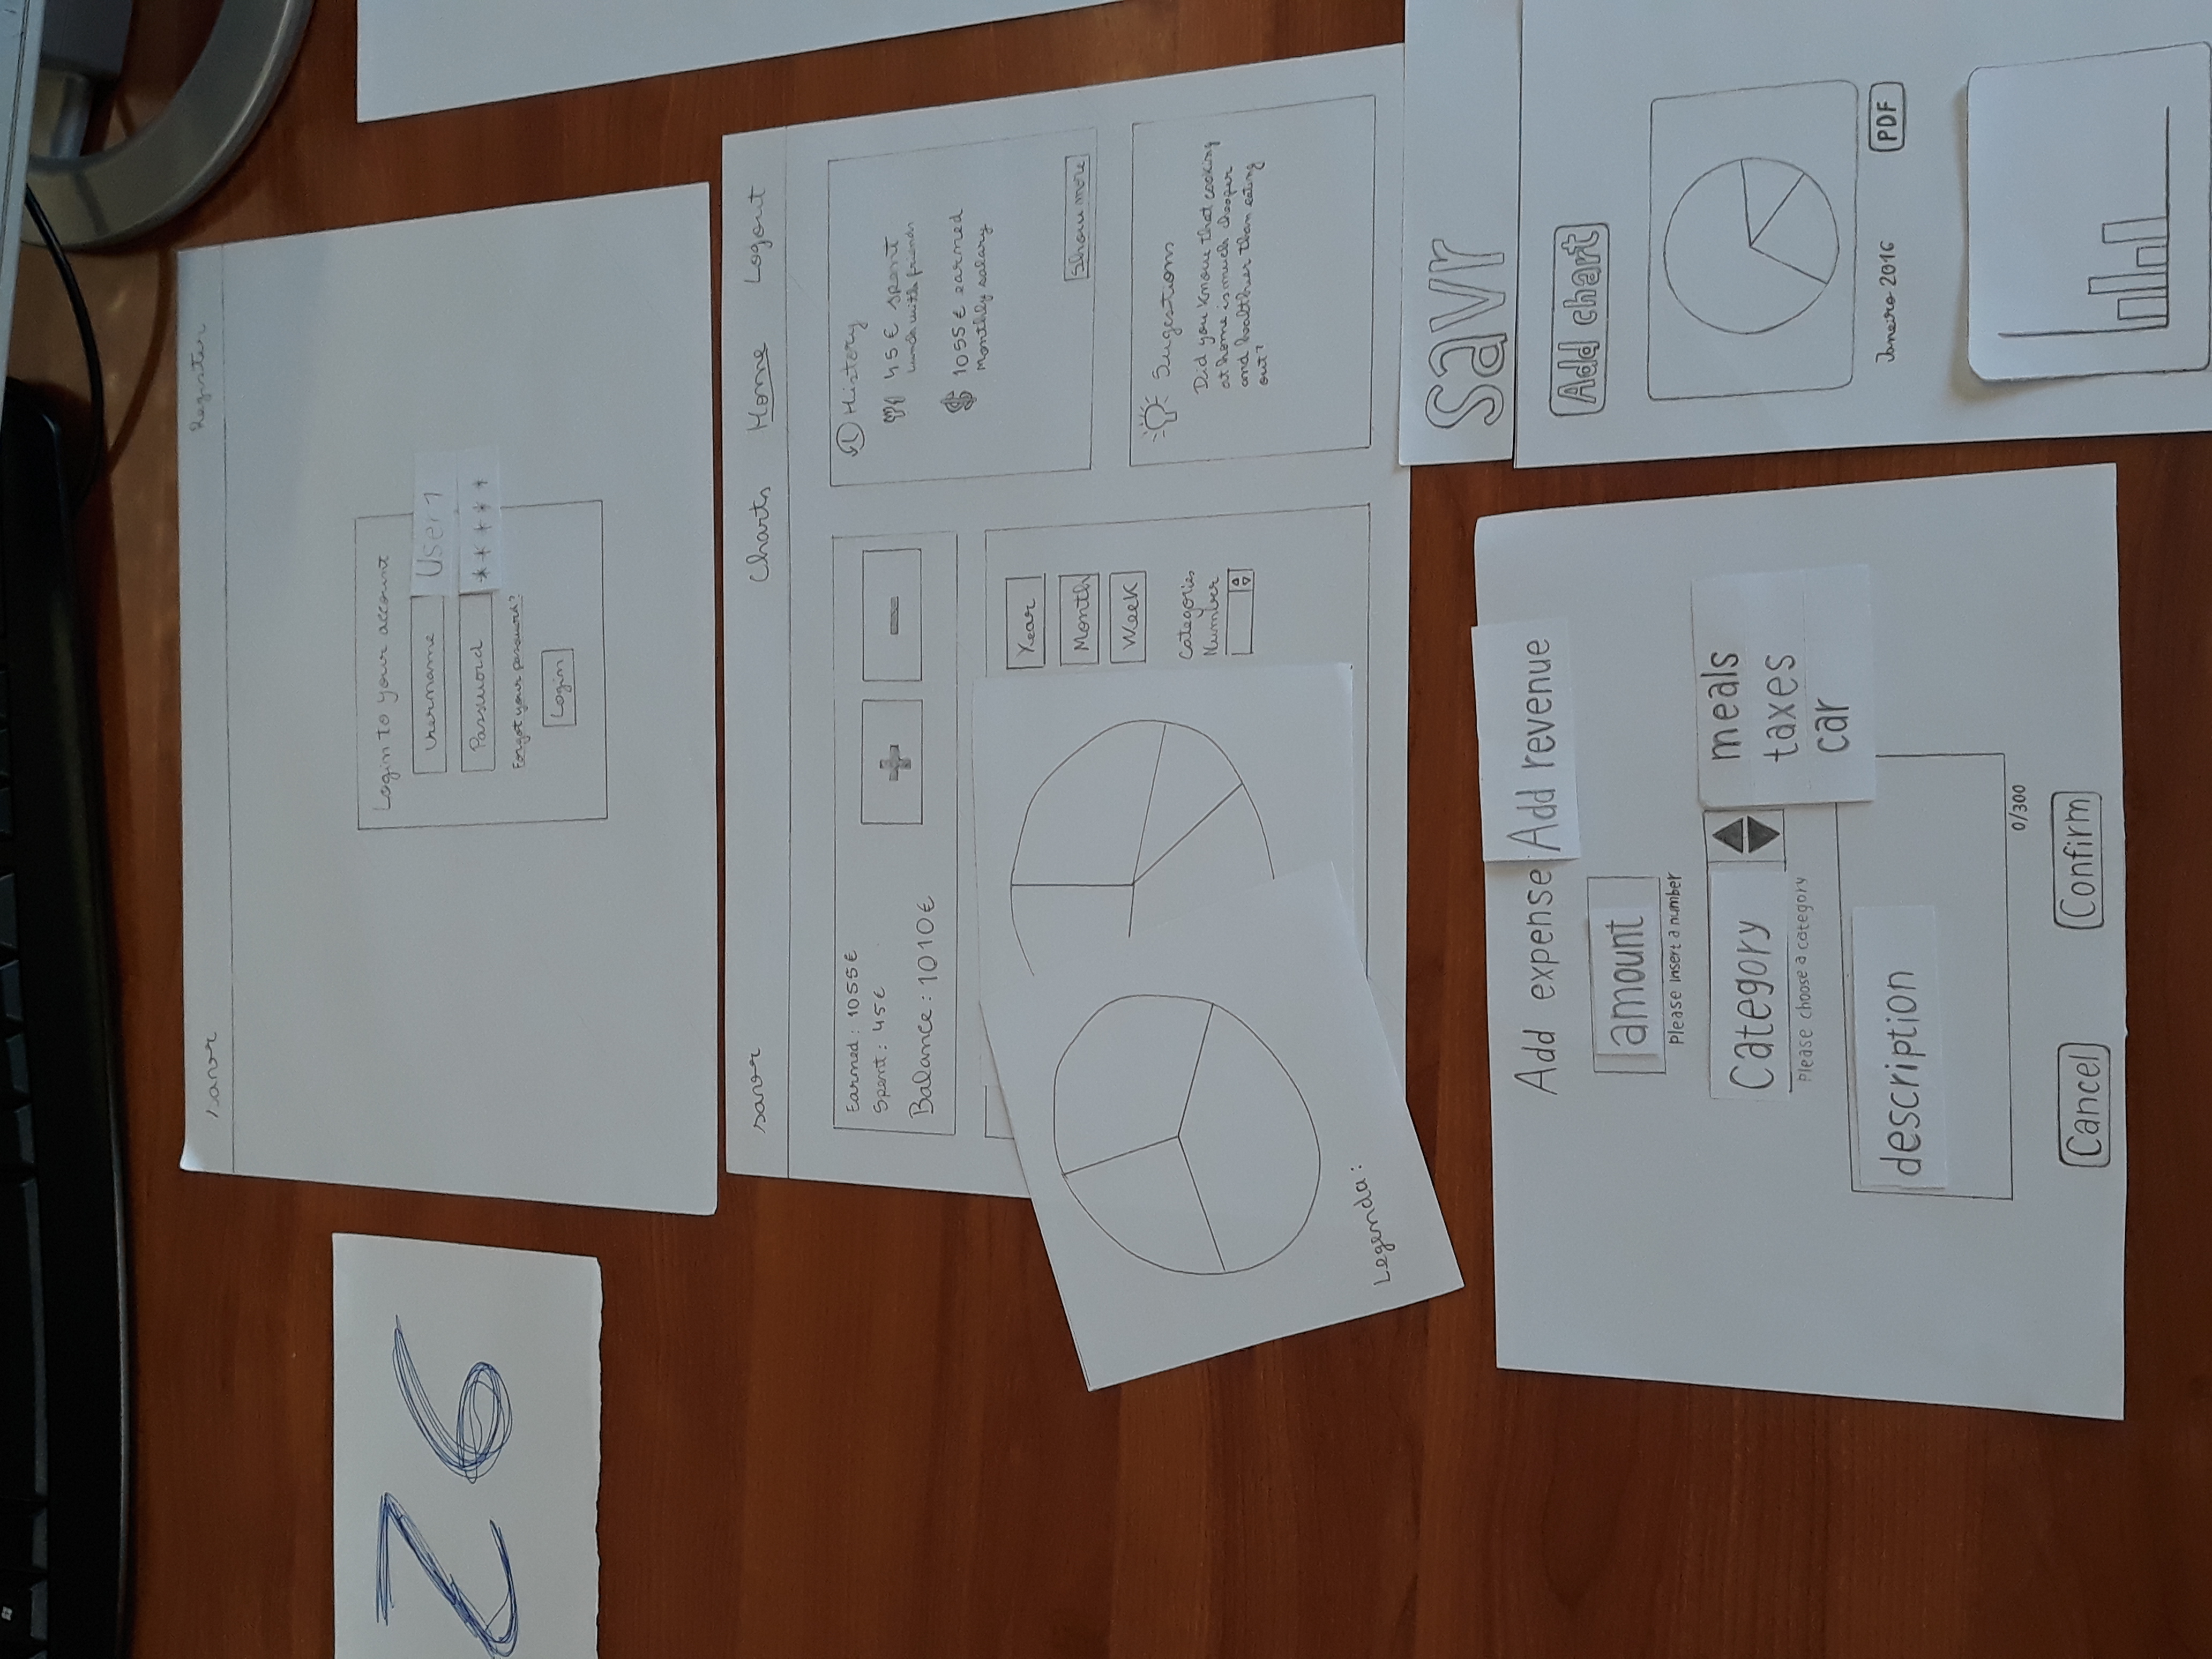 savr
Register
Z6
Login to your account
Username
User1
Password
*****
Forgot your password?
Login
savr
Charts
Home
Logout
Earned: 1055€
Spent: 45€
Balance: 1010€
+
−
History
45€ spent
Lunch with friends
$ 1055€ earned
Monthly salary
Show more
Year
Month
Week
Categories
Number
Sugestions
Did you know that cooking
at home is much cheaper
and healthier than eating
out?
Legenda:
savr
Add expense
Add revenue
amount
Please insert a number
Category
Please choose a category
meals
taxes
car
description
0/300
Cancel
Confirm
Add chart
Janeiro 2016
PDF